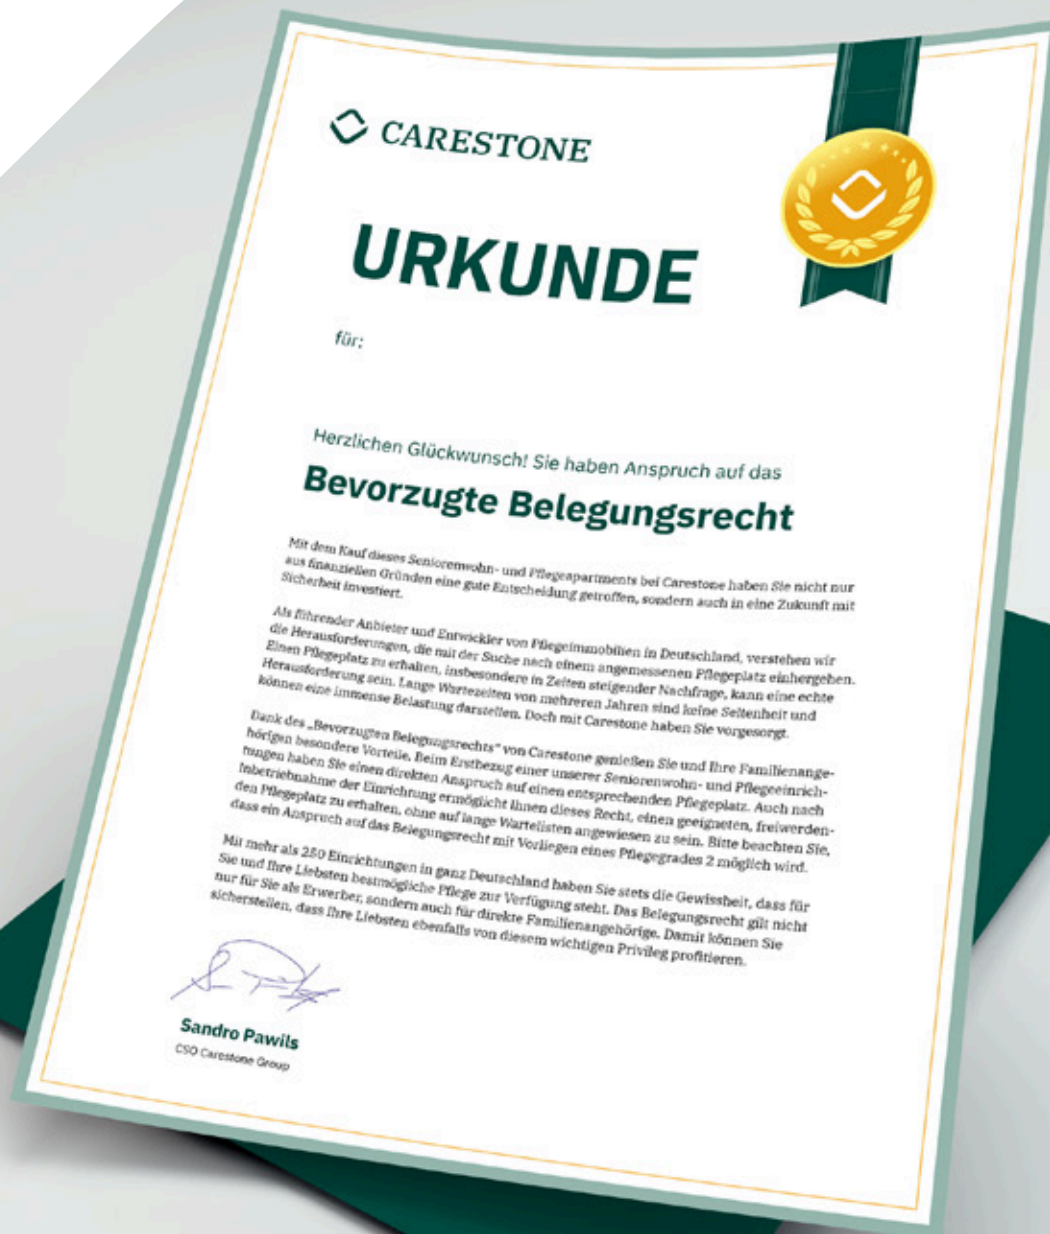 CARESTONE
URKUNDE
für:
Herzlichen Glückwunsch! Sie haben Anspruch auf das
Bevorzugte Belegungsrecht
Mit dem Kauf dieses Seniorenwohn- und Pflegeapartments bei Carestone haben Sie nicht nur
aus finanziellen Gründen eine gute Entscheidung getroffen, sondern auch in eine Zukunft mit
Sicherheit investiert.
Als führender Anbieter und Entwickler von Pflegeimmobilien in Deutschland, verstehen wir
die Herausforderungen, die mit der Suche nach einem angemessenen Pflegeplatz einhergehen.
Einen Pflegeplatz zu erhalten, insbesondere in Zeiten steigender Nachfrage, kann eine echte
Herausforderung sein. Lange Wartezeiten von mehreren Jahren sind keine Seltenheit und
können eine immense Belastung darstellen. Doch mit Carestone haben Sie vorgesorgt.
Dank des „Bevorzugten Belegungsrechts" von Carestone genießen Sie und Ihre Familienange-
hörigen besondere Vorteile. Beim Erstbezug einer unserer Seniorenwohn- und Pflegeeinrich-
tungen haben Sie einen direkten Anspruch auf einen entsprechenden Pflegeplatz. Auch nach
Inbetriebnahme der Einrichtung ermöglicht Ihnen dieses Recht, einen geeigneten, freiwerden-
den Pflegeplatz zu erhalten, ohne auf lange Wartelisten angewiesen zu sein. Bitte beachten Sie,
dass ein Anspruch auf das Belegungsrecht mit Vorliegen eines Pflegegrades 2 möglich wird.
Mit mehr als 250 Einrichtungen in ganz Deutschland haben Sie stets die Gewissheit, dass für
Sie und Ihre Liebsten bestmögliche Pflege zur Verfügung steht. Das Belegungsrecht gilt nicht
nur für Sie als Erwerber, sondern auch für direkte Familienangehörige. Damit können Sie
sicherstellen, dass Ihre Liebsten ebenfalls von diesem wichtigen Privileg profitieren.
Sandro Pawils
CSO Carestone Group